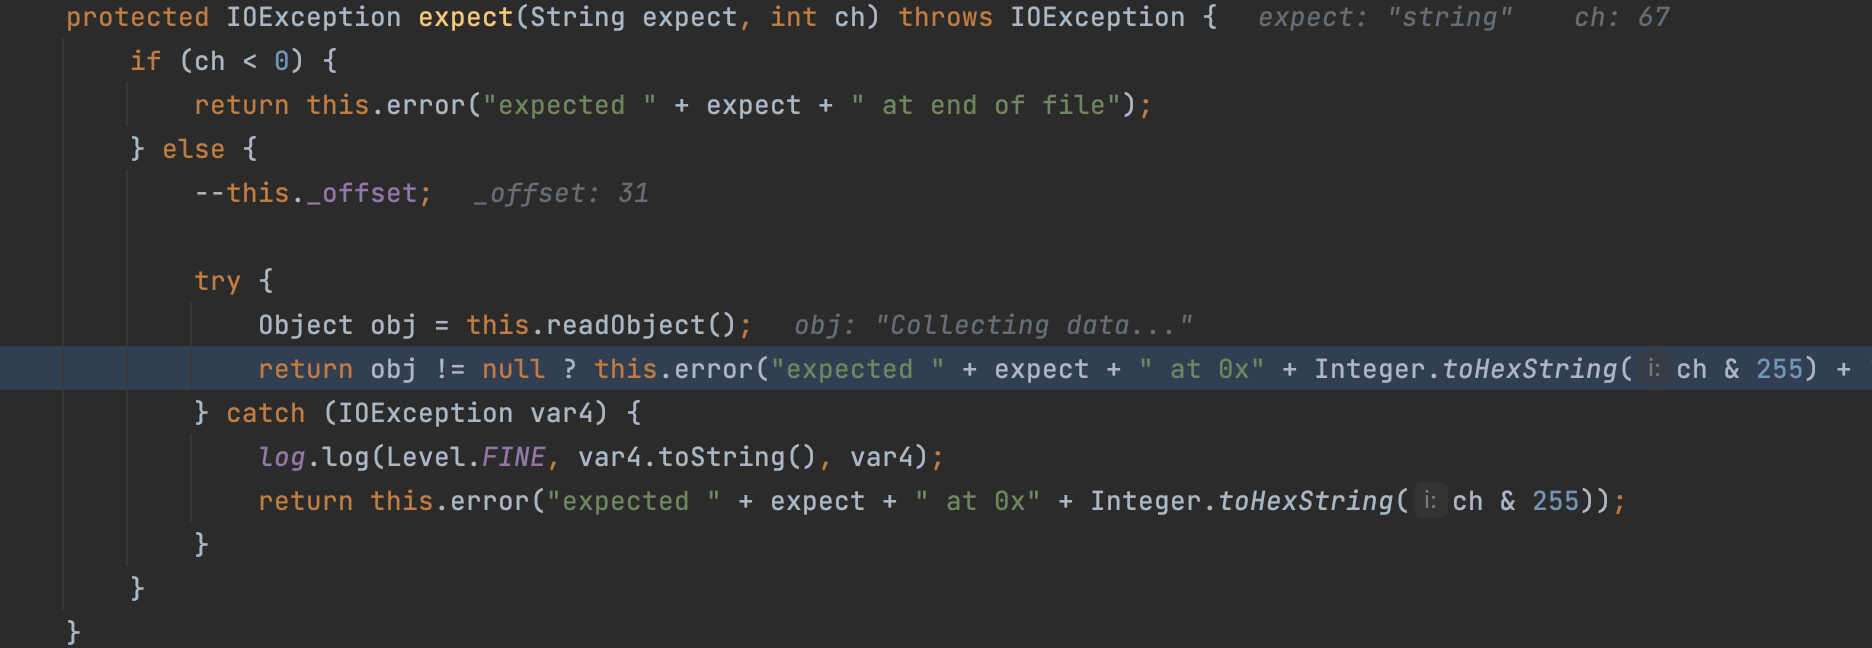 protected IOException expect(String expect, int ch) throws IOException {   expect: "string"    ch: 67
    if (ch < 0) {
        return this.error("expected " + expect + " at end of file");
    } else {
        --this._offset;   _offset: 31

        try {
            Object obj = this.readObject();   obj: "Collecting data..."
            return obj != null ? this.error("expected " + expect + " at 0x" + Integer.toHexString( i: ch & 255) +
        } catch (IOException var4) {
            log.log(Level.FINE, var4.toString(), var4);
            return this.error("expected " + expect + " at 0x" + Integer.toHexString( i: ch & 255));
        }
    }
}